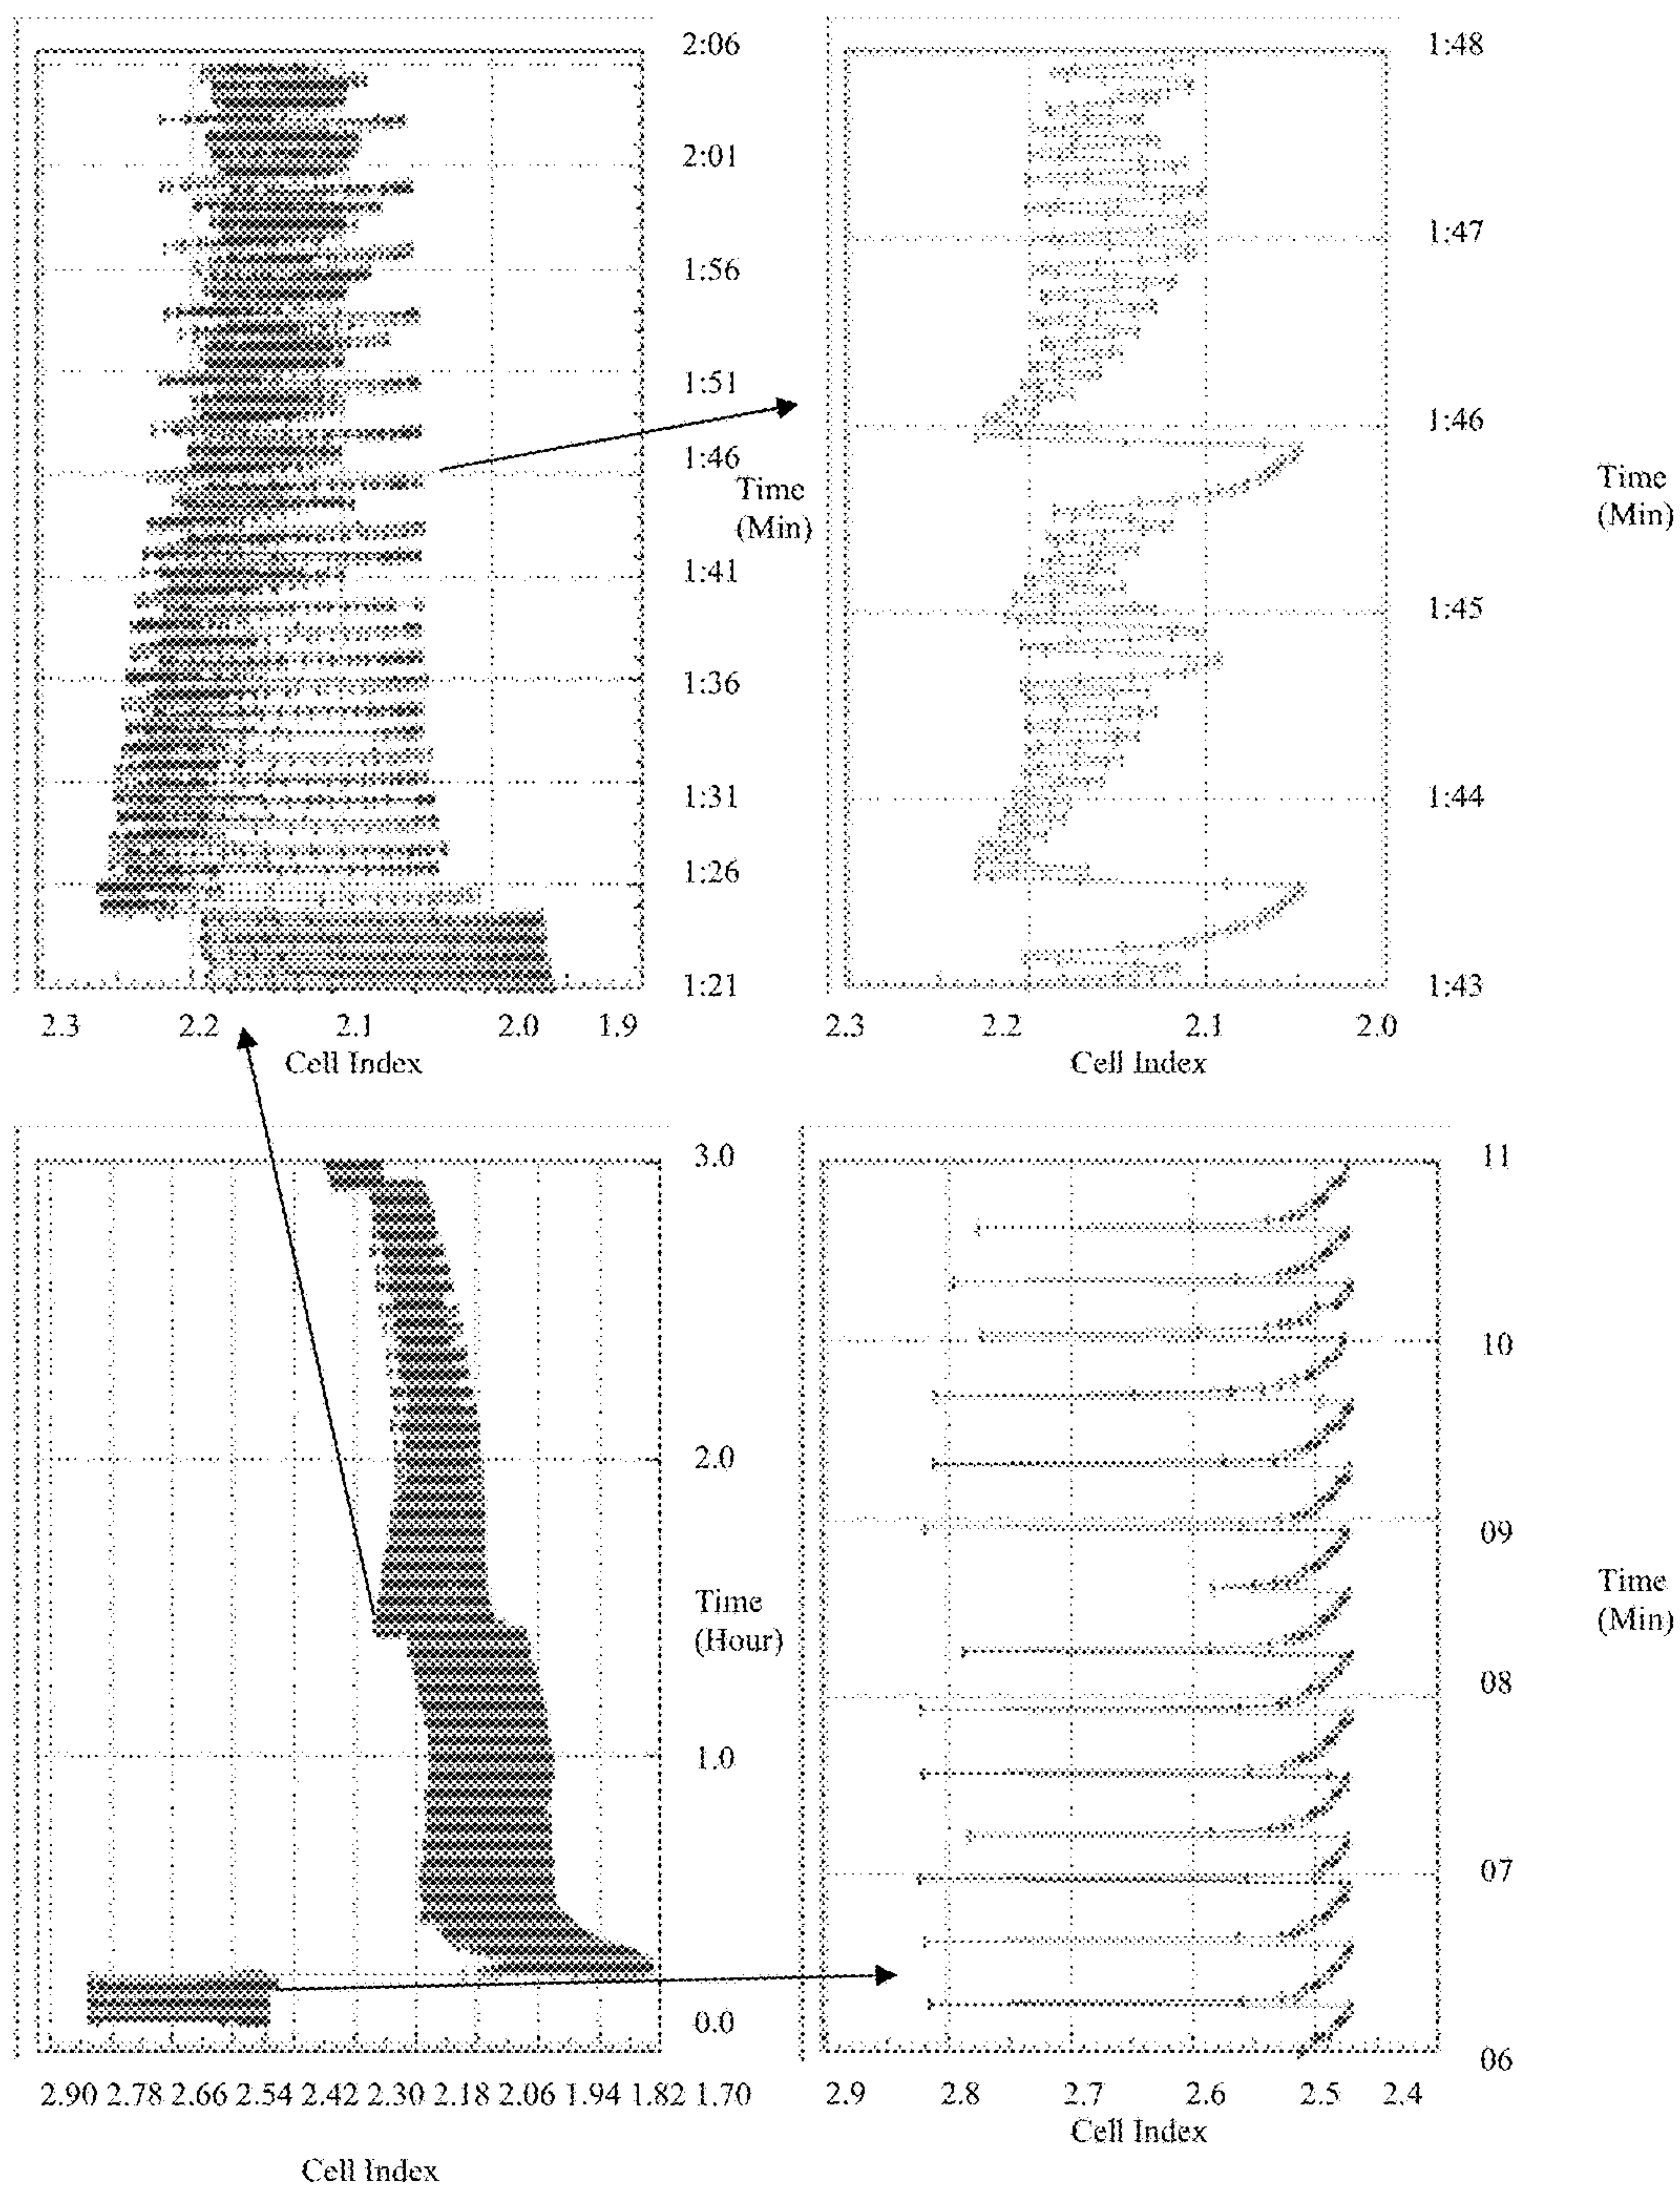 2:06
2:01
1:56
1:51
1:46
Time
(Min)
1:41
1:36
1:31
1:26
1:21
2.3 2.2 2.1 2.0 1.9
Cell Index
1:48
1:47
1:46
Time
(Min)
1:45
1:44
1:43
2.3 2.2 2.1 2.0
Cell Index
3.0
2.0
Time
(Hour)
1.0
0.0
2.90 2.78 2.66 2.54 2.42 2.30 2.18 2.06 1.94 1.82 1.70
Cell Index
11
10
09
Time
(Min)
08
07
06
2.9 2.8 2.7 2.6 2.5 2.4
Cell Index